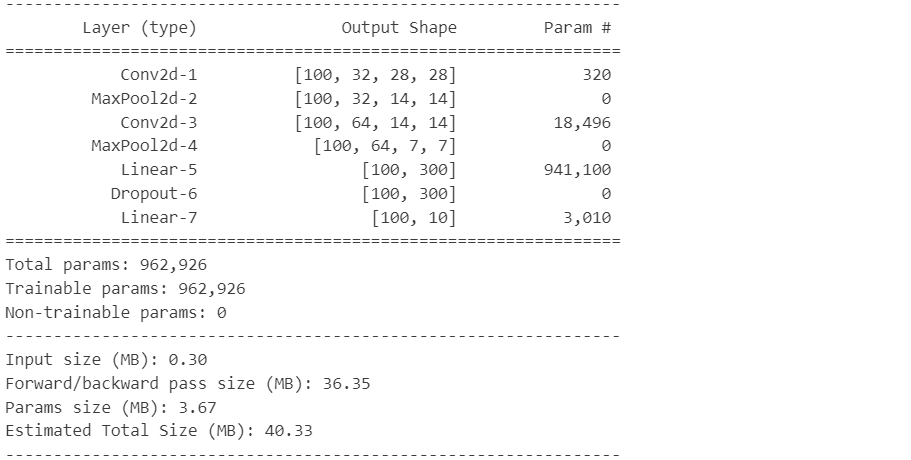 ----------------------------------------------------------------
Layer (type) Output Shape Param #
================================================================
Conv2d-1 [100, 32, 28, 28] 320
MaxPool2d-2 [100, 32, 14, 14] 0
Conv2d-3 [100, 64, 14, 14] 18,496
MaxPool2d-4 [100, 64, 7, 7] 0
Linear-5 [100, 300] 941,100
Dropout-6 [100, 300] 0
Linear-7 [100, 10] 3,010
================================================================
Total params: 962,926
Trainable params: 962,926
Non-trainable params: 0
----------------------------------------------------------------
Input size (MB): 0.30
Forward/backward pass size (MB): 36.35
Params size (MB): 3.67
Estimated Total Size (MB): 40.33
----------------------------------------------------------------